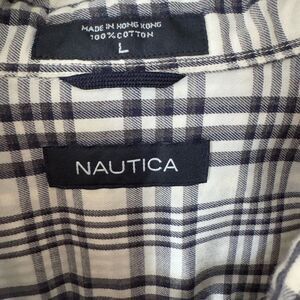 MADE IN HONG KONG
100% COTTON
L
NAUTICA